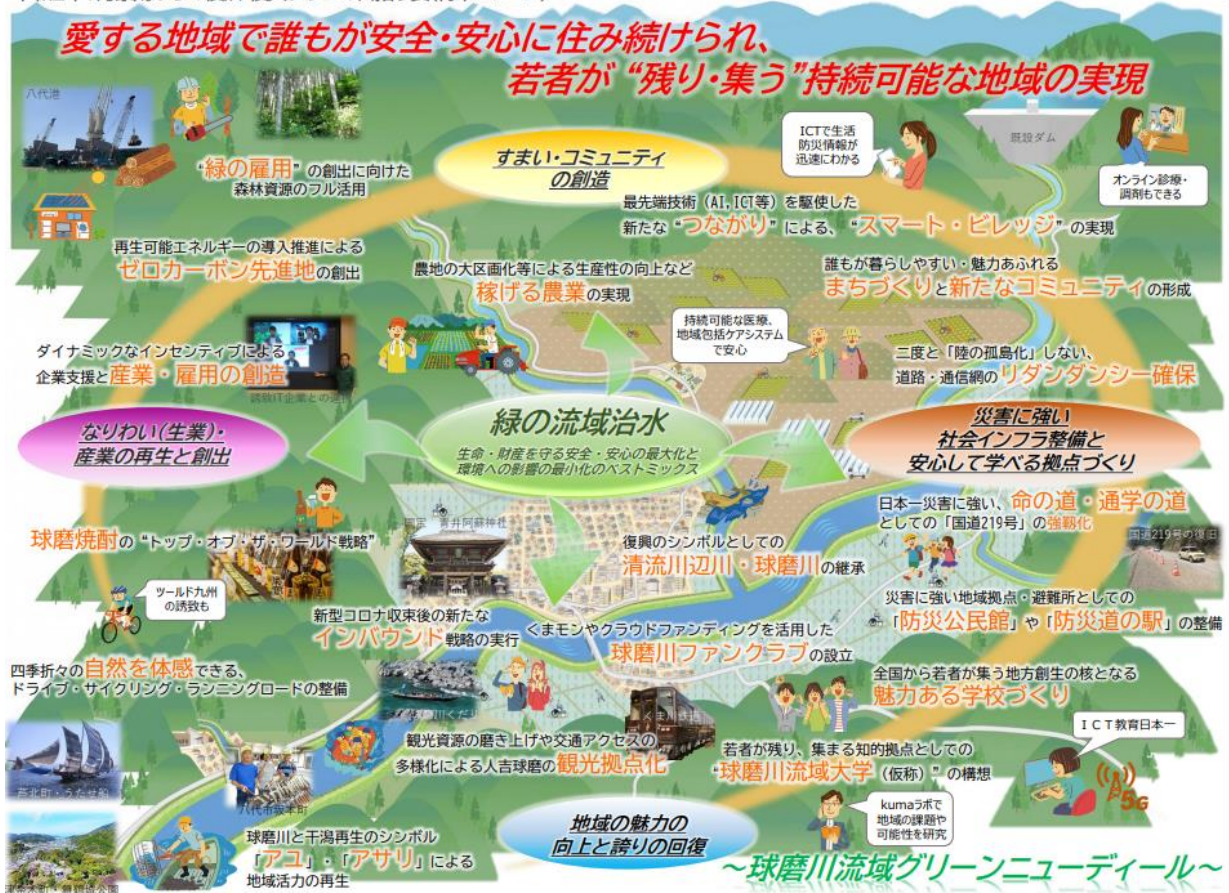 愛する地域で誰もが安全・安心に住み続けられ、
若者が“残り・集う”持続可能な地域の実現
八代港
“緑の雇用”の創出に向けた
森林資源のフル活用
再生可能エネルギーの導入推進による
ゼロカーボン先進地の創出
すまい・コミュニティ
の創造
ICTで生活
防災情報が
迅速にわかる
既設ダム
オンライン診療・
調剤もできる
最先端技術（AI,ICT等）を駆使した
新たな“つながり”による、“スマート・ビレッジ”の実現
農地の大区画化等による生産性の向上など
稼げる農業の実現
誰もが暮らしやすい・魅力あふれる
まちづくりと新たなコミュニティの形成
持続可能な医療、
地域包括ケアシステム
で安心
ダイナミックなインセンティブによる
企業支援と産業・雇用の創造
二度と「陸の孤島化」しない、
道路・通信網のリダンダンシー確保
なりわい(生業)・
産業の再生と創出
緑の流域治水
生命・財産を守る安全・安心の最大化と
環境への影響の最小化のベストミックス
災害に強い
社会インフラ整備と
安心して学べる拠点づくり
球磨焼酎の“トップ・オブ・ザ・ワールド戦略”
国宝 青井阿蘇神社
復興のシンボルとしての
清流川辺川・球磨川の継承
日本一災害に強い、命の道・通学の道
としての「国道219号」の強靱化
国道219号の復旧
ツールド九州
の誘致も
新型コロナ収束後の新たな
インバウンド戦略の実行
くまモンやクラウドファンディングを活用した
球磨川ファンクラブの設立
災害に強い地域拠点・避難所としての
「防災公民館」や「防災道の駅」の整備
四季折々の自然を体感できる、
ドライブ・サイクリング・ランニングロードの整備
全国から若者が集う地方創生の核となる
魅力ある学校づくり
くま川鉄道
観光資源の磨き上げや交通アクセスの
多様化による人吉球磨の観光拠点化
若者が残り、集まる知的拠点としての
“球磨川流域大学（仮称）”の構想
ICT教育日本一
5G
芦北町・うたせ船
八代市坂本町
球磨川と干潟再生のシンボル
「アユ」・「アサリ」による
地域活力の再生
地域の魅力の
向上と誇りの回復
kumaラボで
地域の課題や
可能性を研究
～球磨川流域グリーンニューディール～